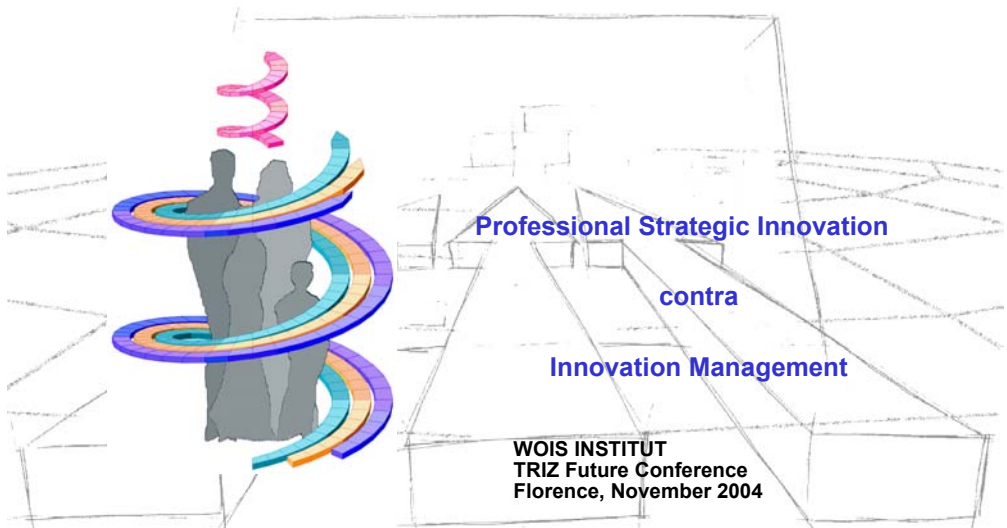 Professional Strategic Innovation
contra
Innovation Management
WOIS INSTITUT
TRIZ Future Conference
Florence, November 2004